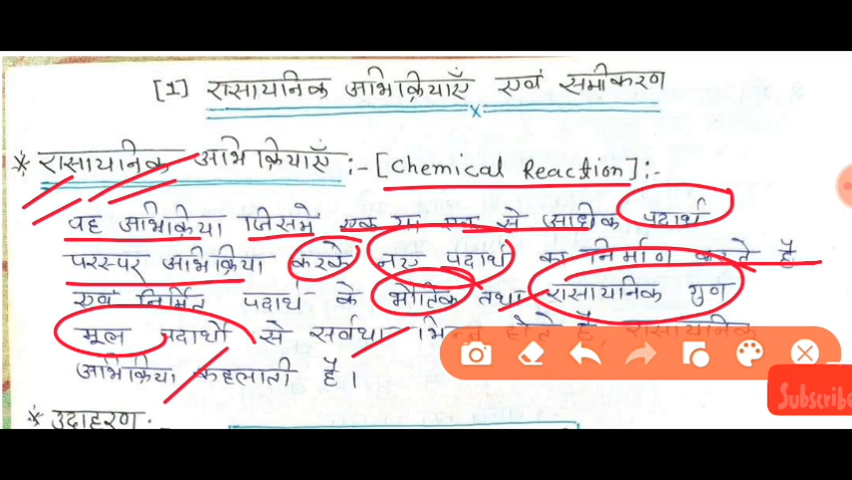 [1] रासायनिक अभिक्रियाएँ एवं समीकरण
* रासायनिक अभिक्रियाएँ :- [Chemical Reaction] :-
वह अभिक्रिया जिसमें एक या एक से अधिक पदार्थ
परस्पर अभिक्रिया करके नए पदार्थ का निर्माण करते है
एवं निर्मित पदार्थ के भौतिक तथा रासायनिक गुण
मूल पदार्थो से सर्वथा भिन्न होते है, रासायनिक
अभिक्रिया कहलाती है।
* उदाहरण :-
Subscribe